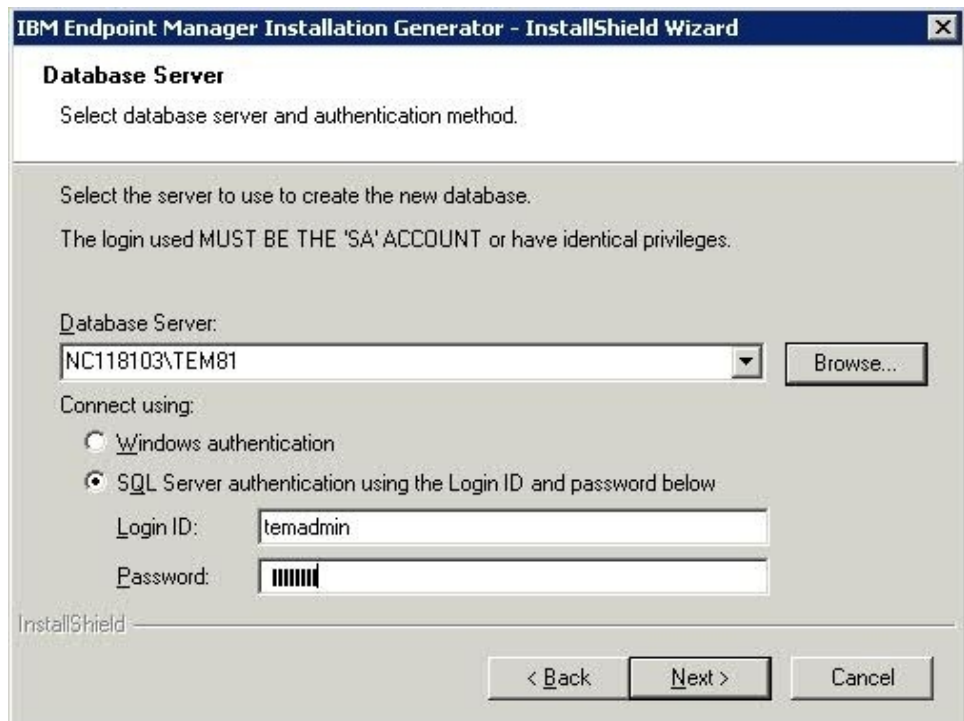 IBM Endpoint Manager Installation Generator - InstallShield Wizard
Database Server
Select database server and authentication method.
Select the server to use to create the new database.
The login used MUST BE THE 'SA' ACCOUNT or have identical privileges.
Database Server:
NC118103\TEM81
Browse...
Connect using:
Windows authentication
SQL Server authentication using the Login ID and password below
Login ID:
temadmin
Password:
InstallShield
< Back
Next >
Cancel